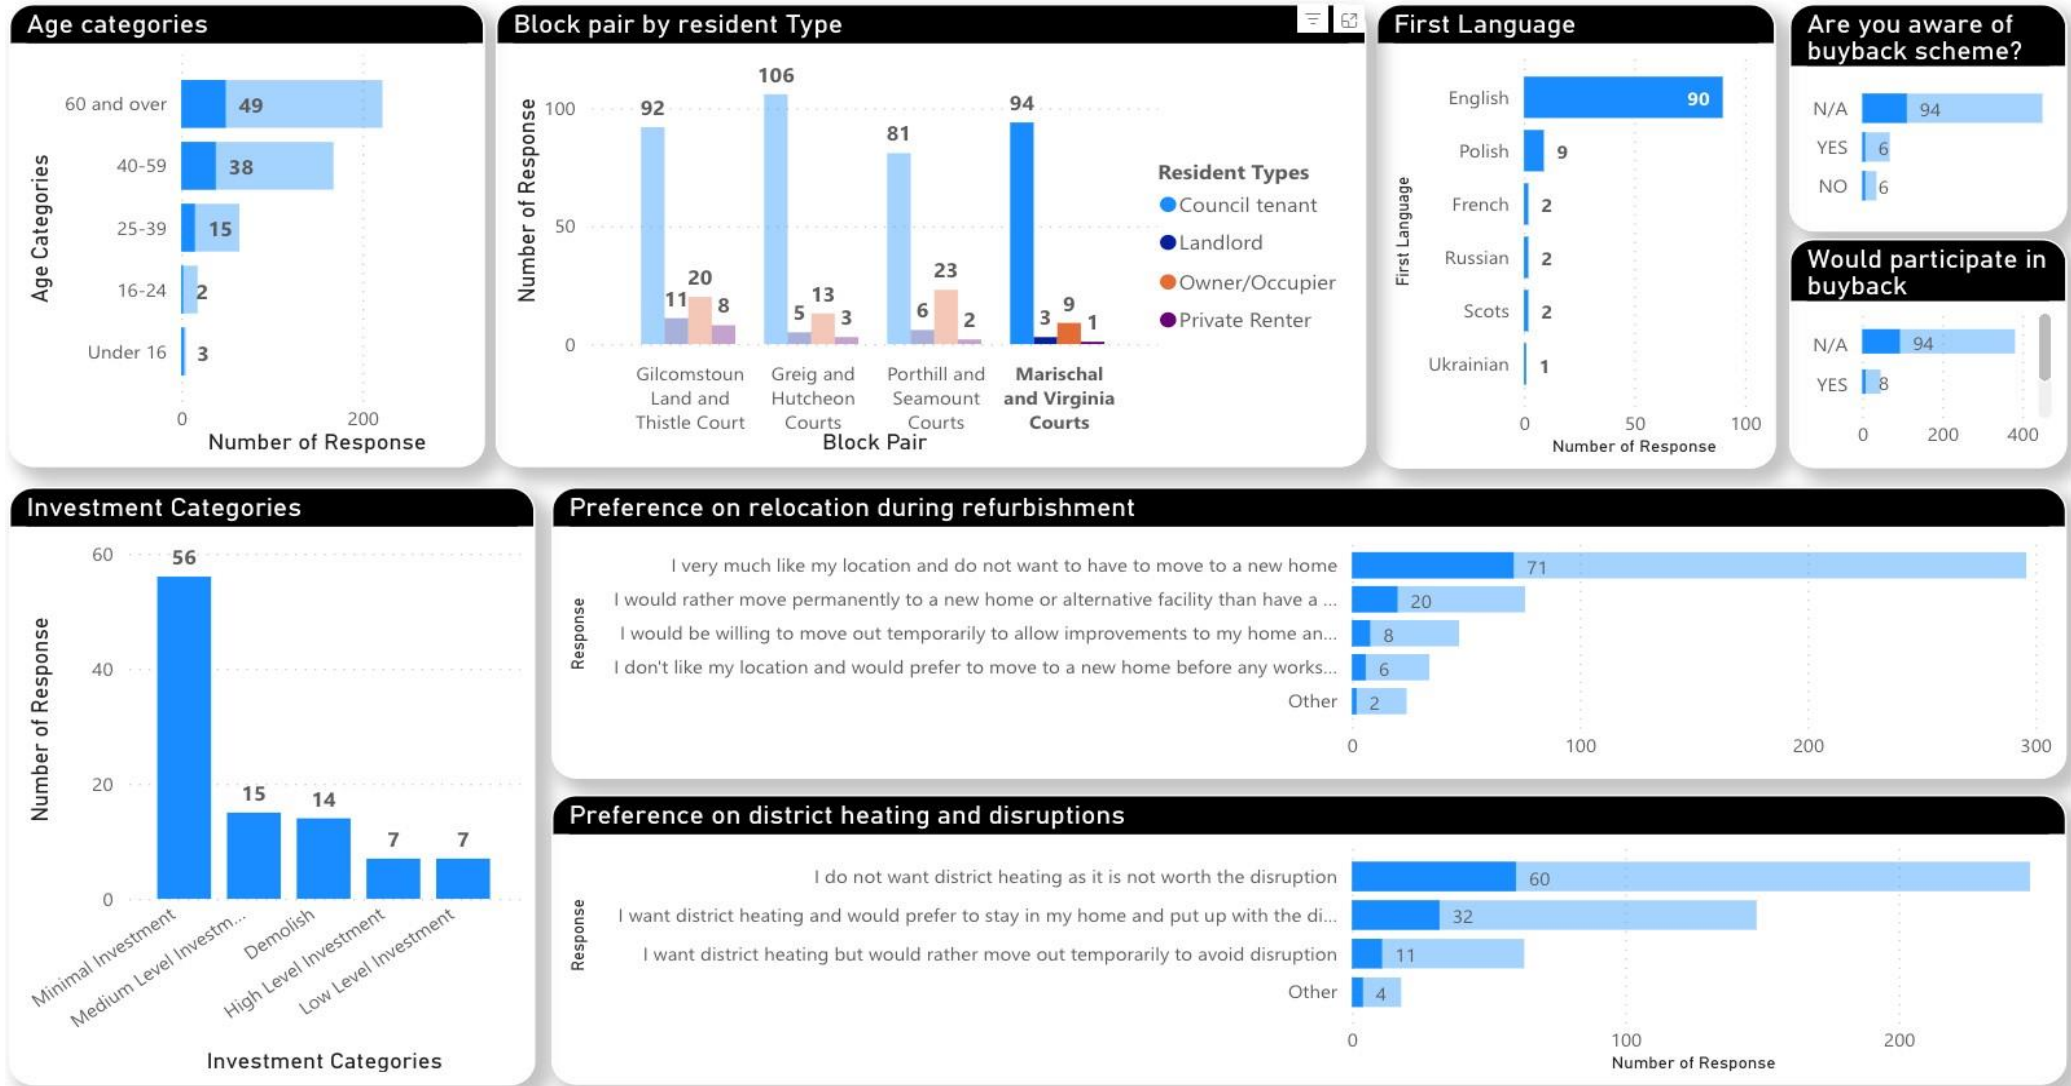 Age categories
Age Categories
60 and over
49
40-59
38
25-39
15
16-24
2
Under 16
3
0
200
Number of Response
Block pair by resident Type
Number of Response
100
50
0
92
11
20
8
106
5
13
3
81
6
23
2
94
3
9
1
Gilcomstoun
Land and
Thistle Court
Greig and
Hutcheon
Courts
Porthill and
Seamount
Courts
Marischal
and Virginia
Courts
Block Pair
Resident Types
Council tenant
Landlord
Owner/Occupier
Private Renter
First Language
First Language
English
90
Polish
9
French
2
Russian
2
Scots
2
Ukrainian
1
0
50
100
Number of Response
Are you aware of
buyback scheme?
N/A
94
YES
6
NO
6
Would participate in
buyback
N/A
94
YES
8
0
200
400
Investment Categories
Number of Response
60
40
20
0
56
15
14
7
7
Minimal Investment
Medium Level Investm...
Demolish
High Level Investment
Low Level Investment
Investment Categories
Preference on relocation during refurbishment
Response
I very much like my location and do not want to have to move to a new home
71
I would rather move permanently to a new home or alternative facility than have a ...
20
I would be willing to move out temporarily to allow improvements to my home an...
8
I don't like my location and would prefer to move to a new home before any works...
6
Other
2
0
100
200
300
Preference on district heating and disruptions
Response
I do not want district heating as it is not worth the disruption
60
I want district heating and would prefer to stay in my home and put up with the di...
32
I want district heating but would rather move out temporarily to avoid disruption
11
Other
4
0
100
200
Number of Response